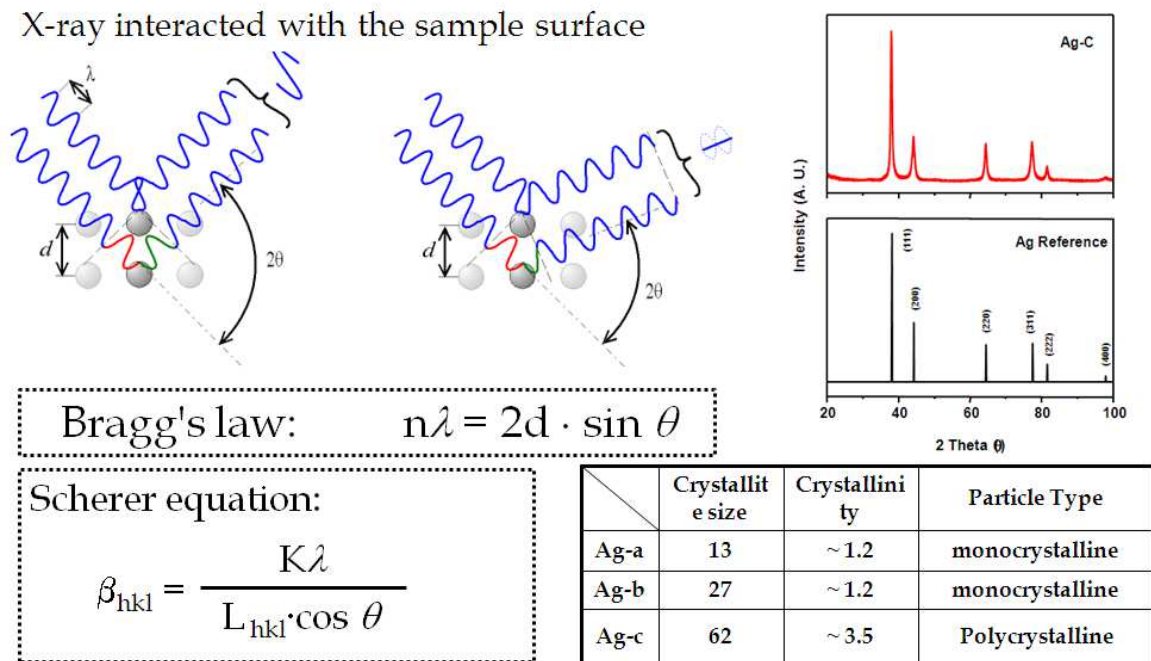 X-ray interacted with the sample surface
λ
d
2θ
d
2θ
Ag-C
Intensity (A. U.)
Ag Reference
(111)
(200)
(220)
(311)
(222)
(400)
20 40 60 80 100
2 Theta θ)
Bragg's law: nλ = 2d · sin θ
Scherer equation:
β hkl = Kλ / L hkl·cos θ
Crystallit
e size
Crystallini
ty
Particle Type
Ag-a 13 ~ 1.2 monocrystalline
Ag-b 27 ~ 1.2 monocrystalline
Ag-c 62 ~ 3.5 Polycrystalline